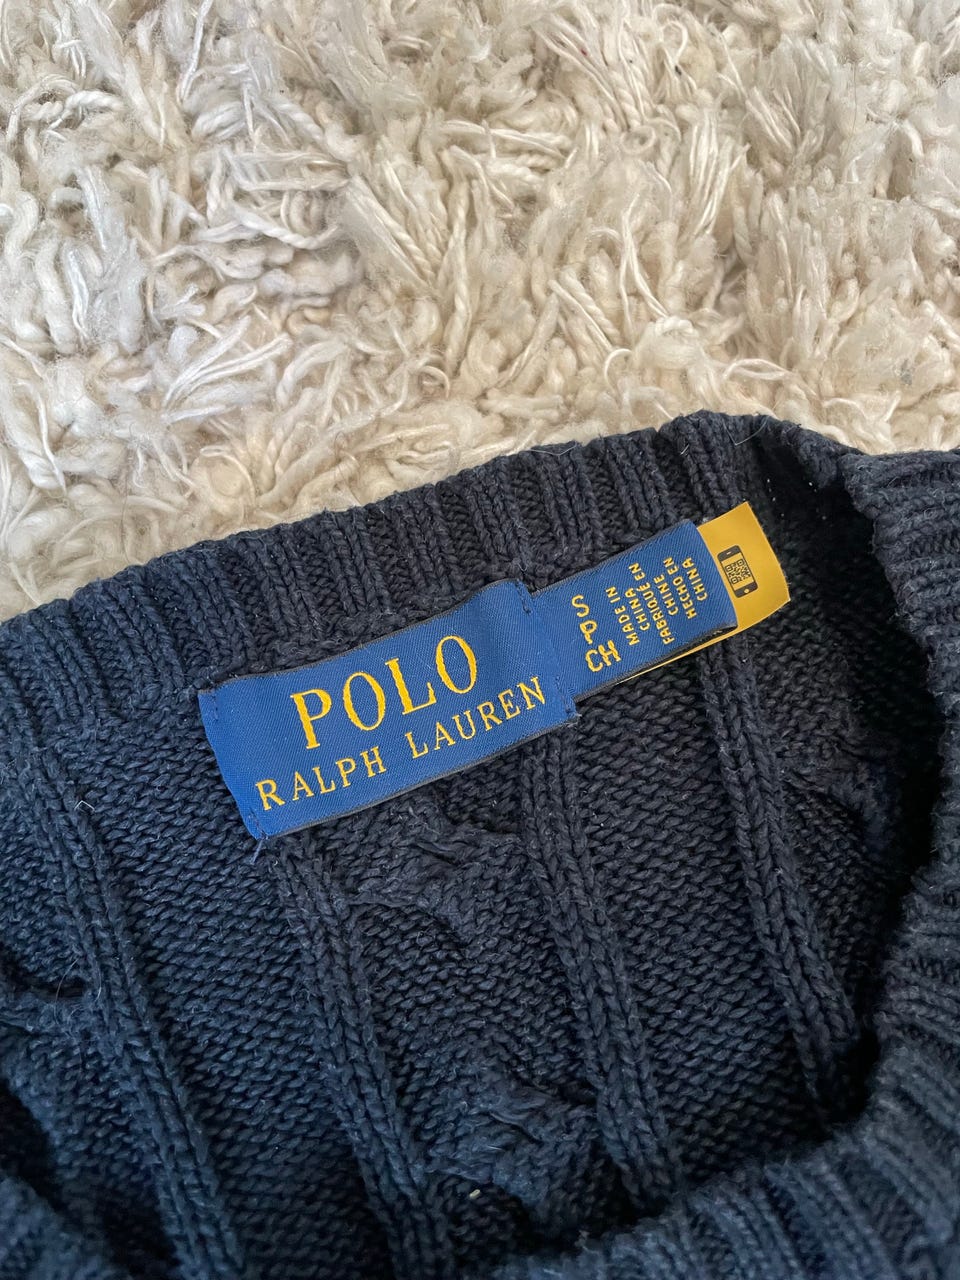 POLO
RALPH LAUREN
S
P
CH
MADE IN
CHINA
FABRIQUÉ EN
CHINE
HECHO EN
CHINA